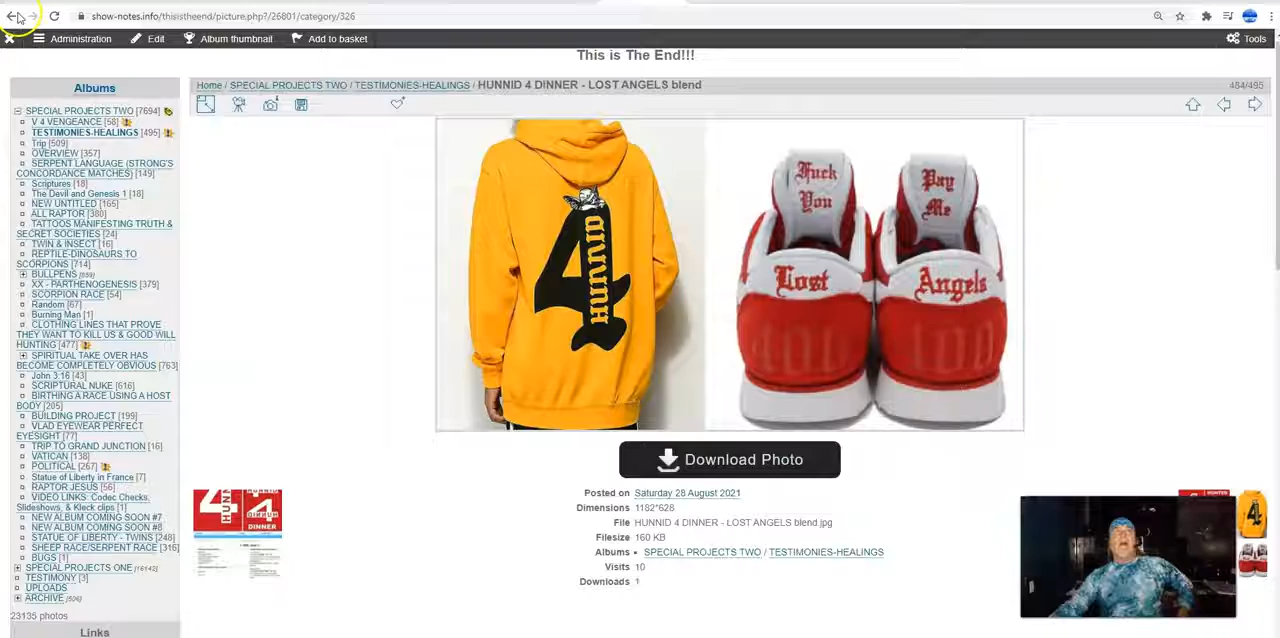 show-notes.info/thisistheend/picture.php?/26801/category/326
Administration Edit Album thumbnail Add to basket Tools
This is The End!!!
Albums
Home / SPECIAL PROJECTS TWO / TESTIMONIES-HEALINGS / HUNNID 4 DINNER - LOST ANGELS blend 484/495
SPECIAL PROJECTS TWO [7694]
V 4 VENGEANCE [58]
TESTIMONIES-HEALINGS [495]
Trip [509]
OVERVIEW [357]
SERPENT LANGUAGE (STRONG'S
CONCORDANCE MATCHES) [149]
Scriptures [18]
The Devil and Genesis 1 [18]
NEW UNTITLED [165]
ALL RAPTOR [380]
TATTOOS MANIFESTING TRUTH &
SECRET SOCIETIES [24]
TWIN & INSECT [16]
REPTILE-DINOSAURS TO
SCORPIONS [714]
BULLPENS [659]
XX - PARTHENOGENESIS [379]
SCORPION RACE [54]
Random [67]
Burning Man [1]
CLOTHING LINES THAT PROVE
THEY WANT TO KILL US & GOOD WILL
HUNTING [477]
SPIRITUAL TAKE OVER HAS
BECOME COMPLETELY OBVIOUS [763]
John 3:16 [43]
SCRIPTURAL NUKE [616]
BIRTHING A RACE USING A HOST
BODY [205]
BUILDING PROJECT [199]
VLAD EYEWEAR PERFECT
EYESIGHT [77]
TRIP TO GRAND JUNCTION [16]
VATICAN [138]
POLITICAL [267]
Statue of Liberty in France [7]
RAPTOR JESUS [56]
VIDEO LINKS: Codec Checks,
Slideshows, & Kleck clips [1]
NEW ALBUM COMING SOON #7
NEW ALBUM COMING SOON #8
STATUE OF LIBERTY - TWINS [248]
SHEEP RACE/SERPENT RACE [316]
BUGS [1]
SPECIAL PROJECTS ONE [16142]
TESTIMONY [3]
UPLOADS
ARCHIVE [506]
23135 photos
Links
4 HUNNID
Fuck
You
Pay
Me
Lost
Angels
Download Photo
Posted on Saturday 28 August 2021
Dimensions 1182*628
File HUNNID 4 DINNER - LOST ANGELS blend.jpg
Filesize 160 KB
Albums SPECIAL PROJECTS TWO / TESTIMONIES-HEALINGS
Visits 10
Downloads 1
DINNER